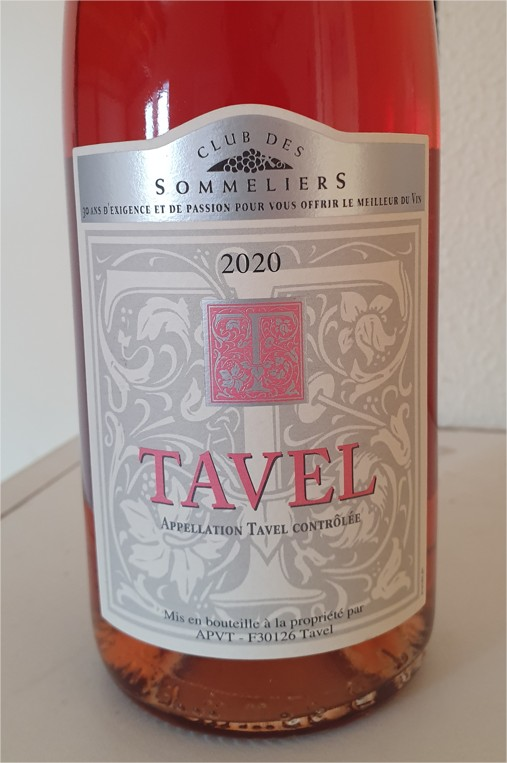 CLUB DES
SOMMELIERS
30 ANS D'EXIGENCE ET DE PASSION POUR VOUS OFFRIR LE MEILLEUR DU VIN
2020
T
TAVEL
APPELLATION TAVEL CONTRÔLÉE
Mis en bouteille à la propriété par
APVT - F30126 Tavel